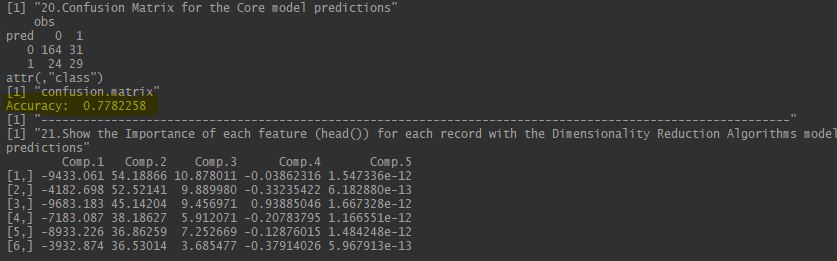 [1] "20.Confusion Matrix for the Core model predictions"
obs
pred 0 1
0 164 31
1 24 29
attr(,"class")
[1] "confusion.matrix"
Accuracy: 0.7782258
[1] "------------------------------------------------------------------------------------------------"
[1] "21.Show the Importance of each feature (head()) for each record with the Dimensionality Reduction Algorithms model
predictions"
Comp.1 Comp.2 Comp.3 Comp.4 Comp.5
[1,] -9433.061 54.18866 10.878011 -0.03862316 1.547336e-12
[2,] -4182.698 52.52141 9.889980 -0.33235422 6.182880e-13
[3,] -9683.183 45.14204 9.456971 0.93885046 1.667328e-12
[4,] -7183.087 38.18627 5.912071 -0.20783795 1.166551e-12
[5,] -8933.226 36.86259 7.252669 -0.12876015 1.484248e-12
[6,] -3932.874 36.53014 3.685477 -0.37914026 5.967913e-13